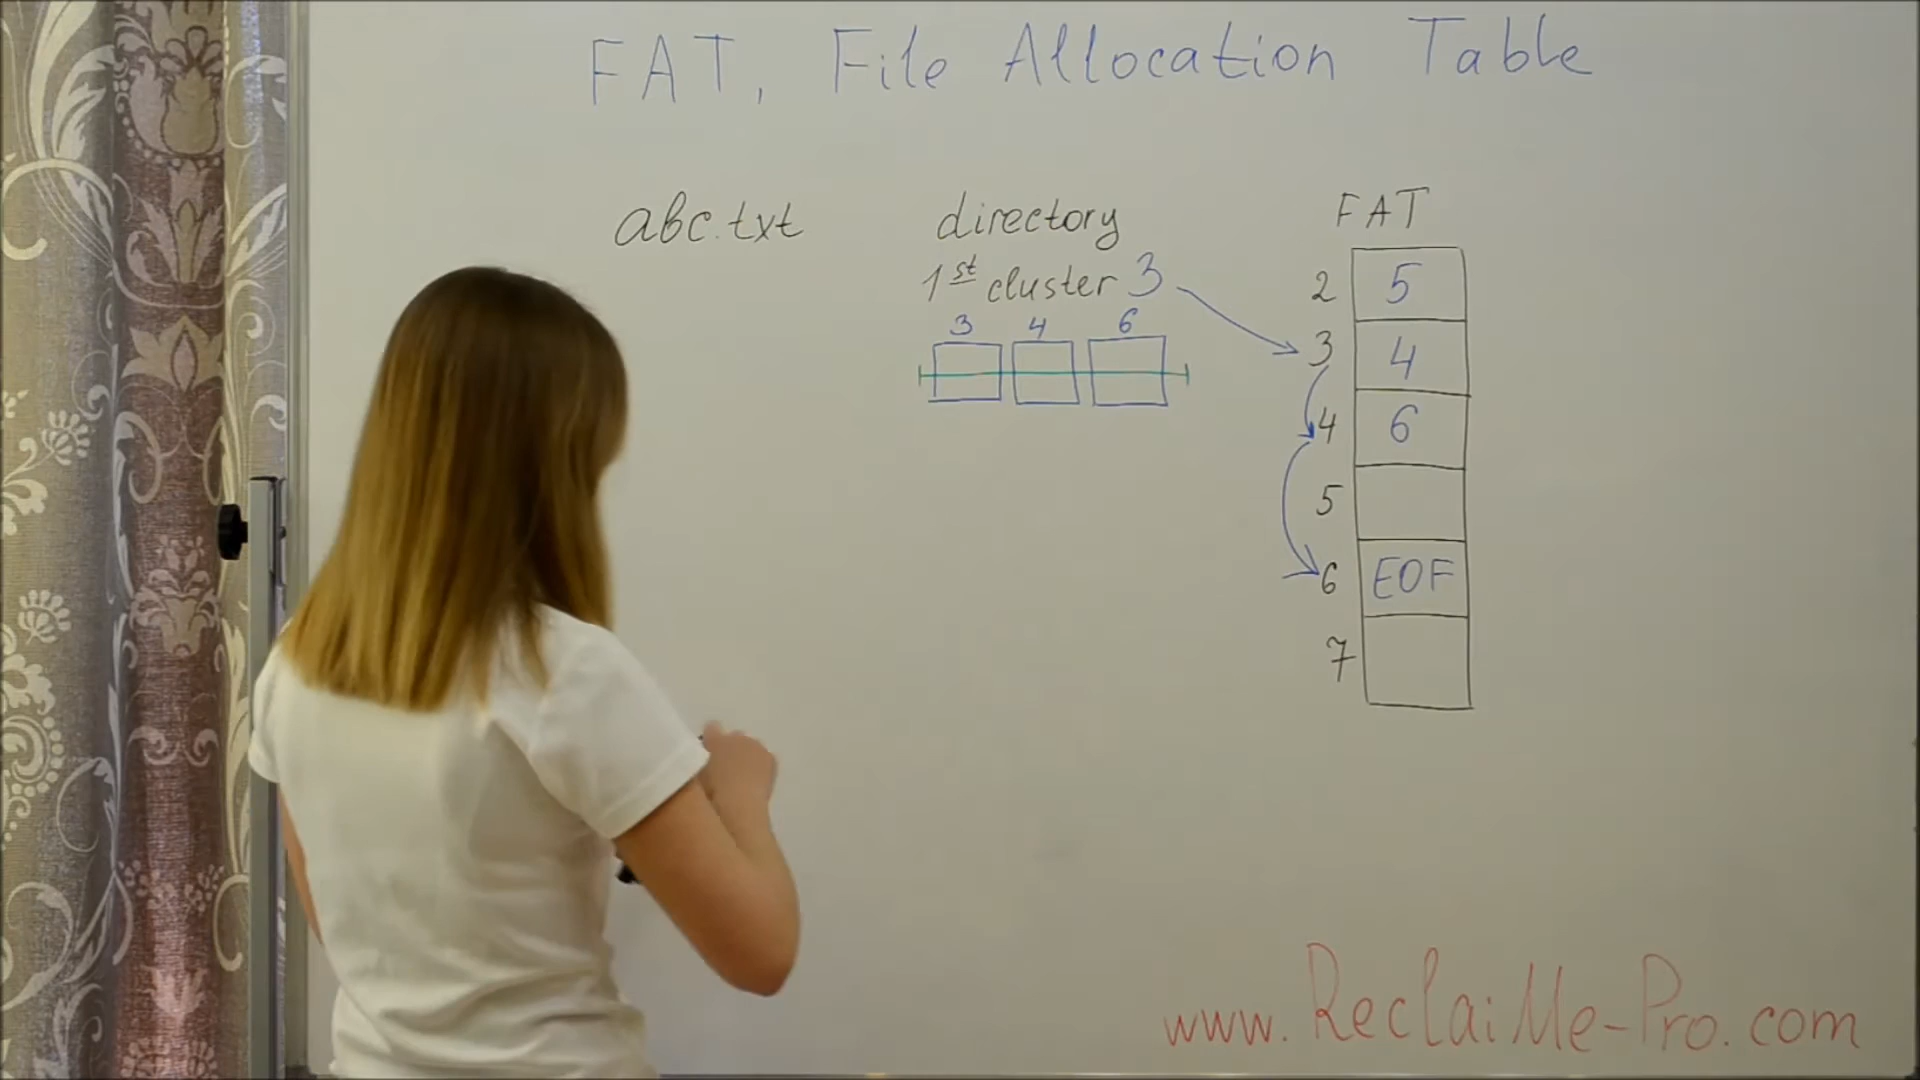 FAT, File Allocation Table
abc.txt
directory
1st cluster 3
3 4 6
FAT
2 5
3 4
4 6
5
6 EOF
7
www.ReclaiMe-Pro.com